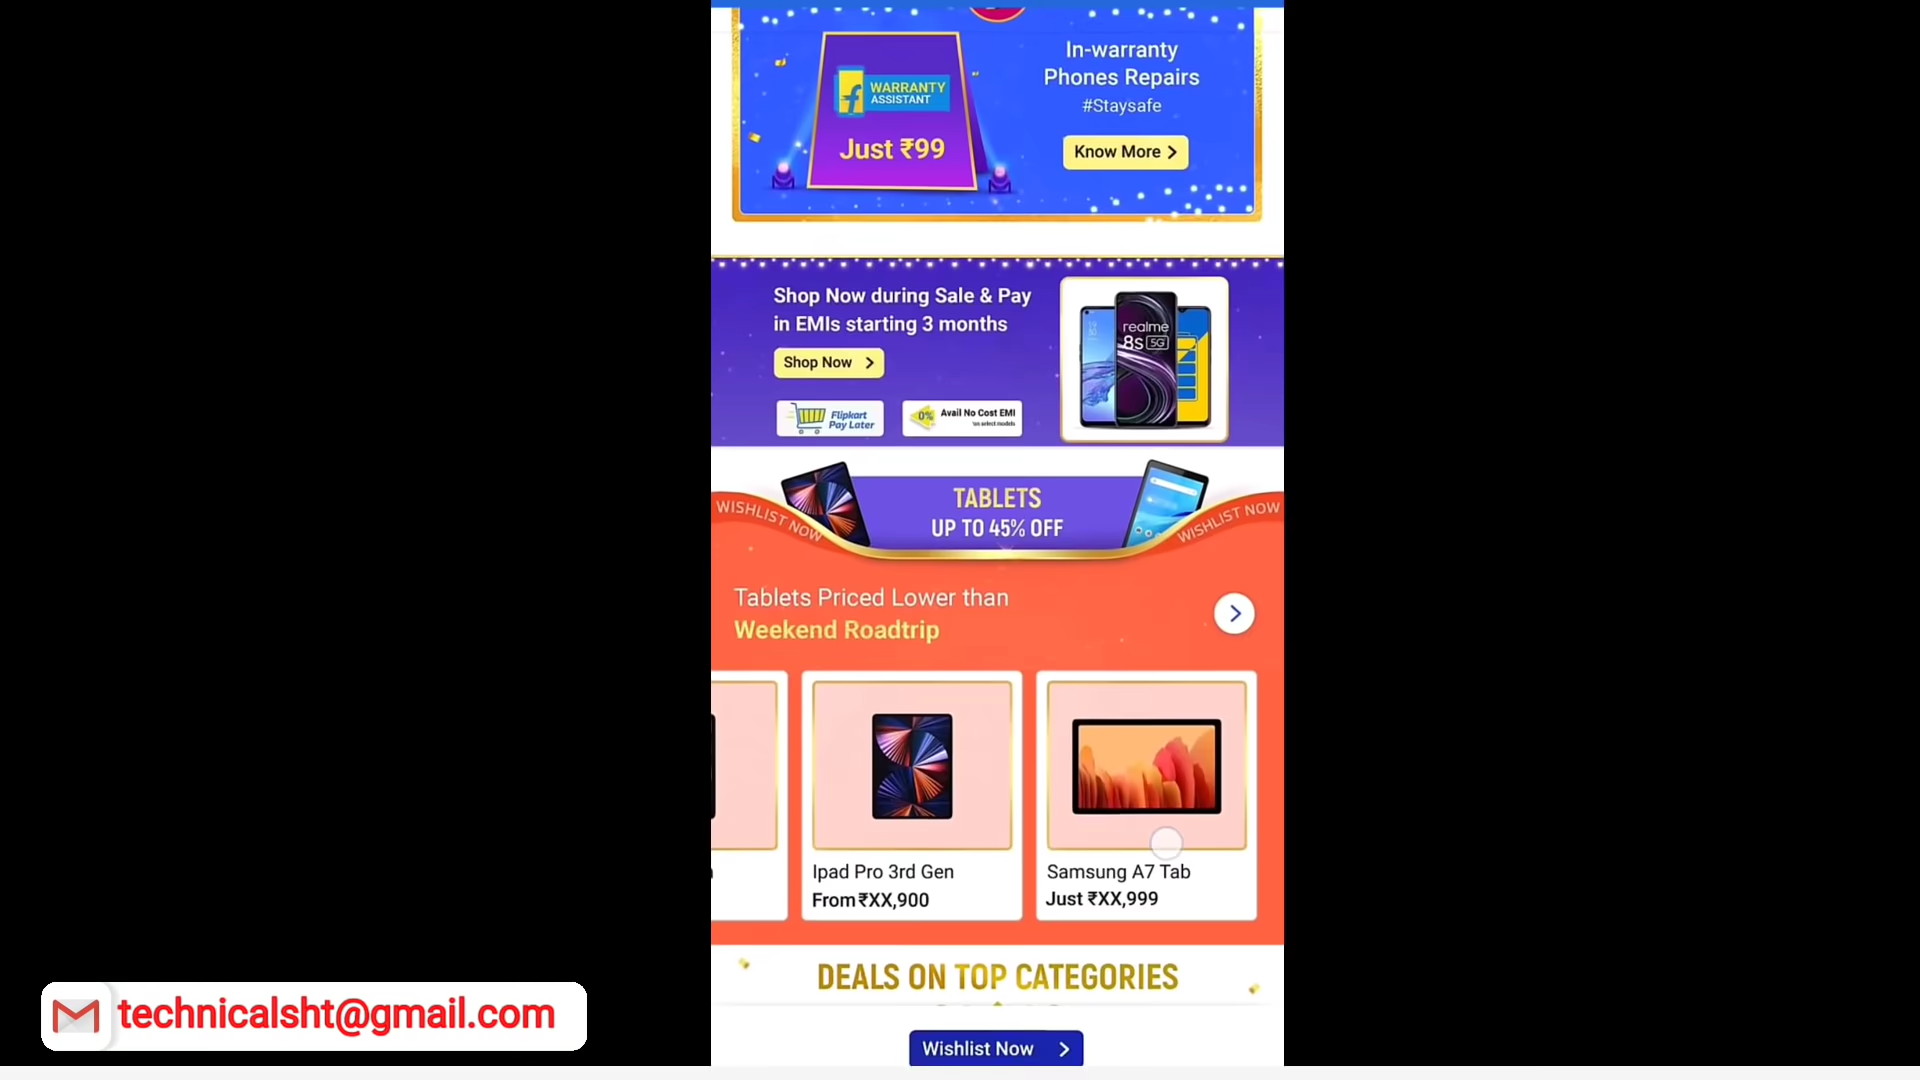 In-warranty
Phones Repairs
#Staysafe
Know More
WARRANTY
ASSISTANT
Just ₹99
Shop Now during Sale & Pay
in EMIs starting 3 months
Shop Now
Flipkart
Pay Later
0%
Avail No Cost EMI
*on select models
realme
8s 5G
WISHLIST NOW
TABLETS
UP TO 45% OFF
WISHLIST NOW
Tablets Priced Lower than
Weekend Roadtrip
Ipad Pro 3rd Gen
From ₹XX,900
Samsung A7 Tab
Just ₹XX,999
DEALS ON TOP CATEGORIES
Wishlist Now
technicalsht@gmail.com